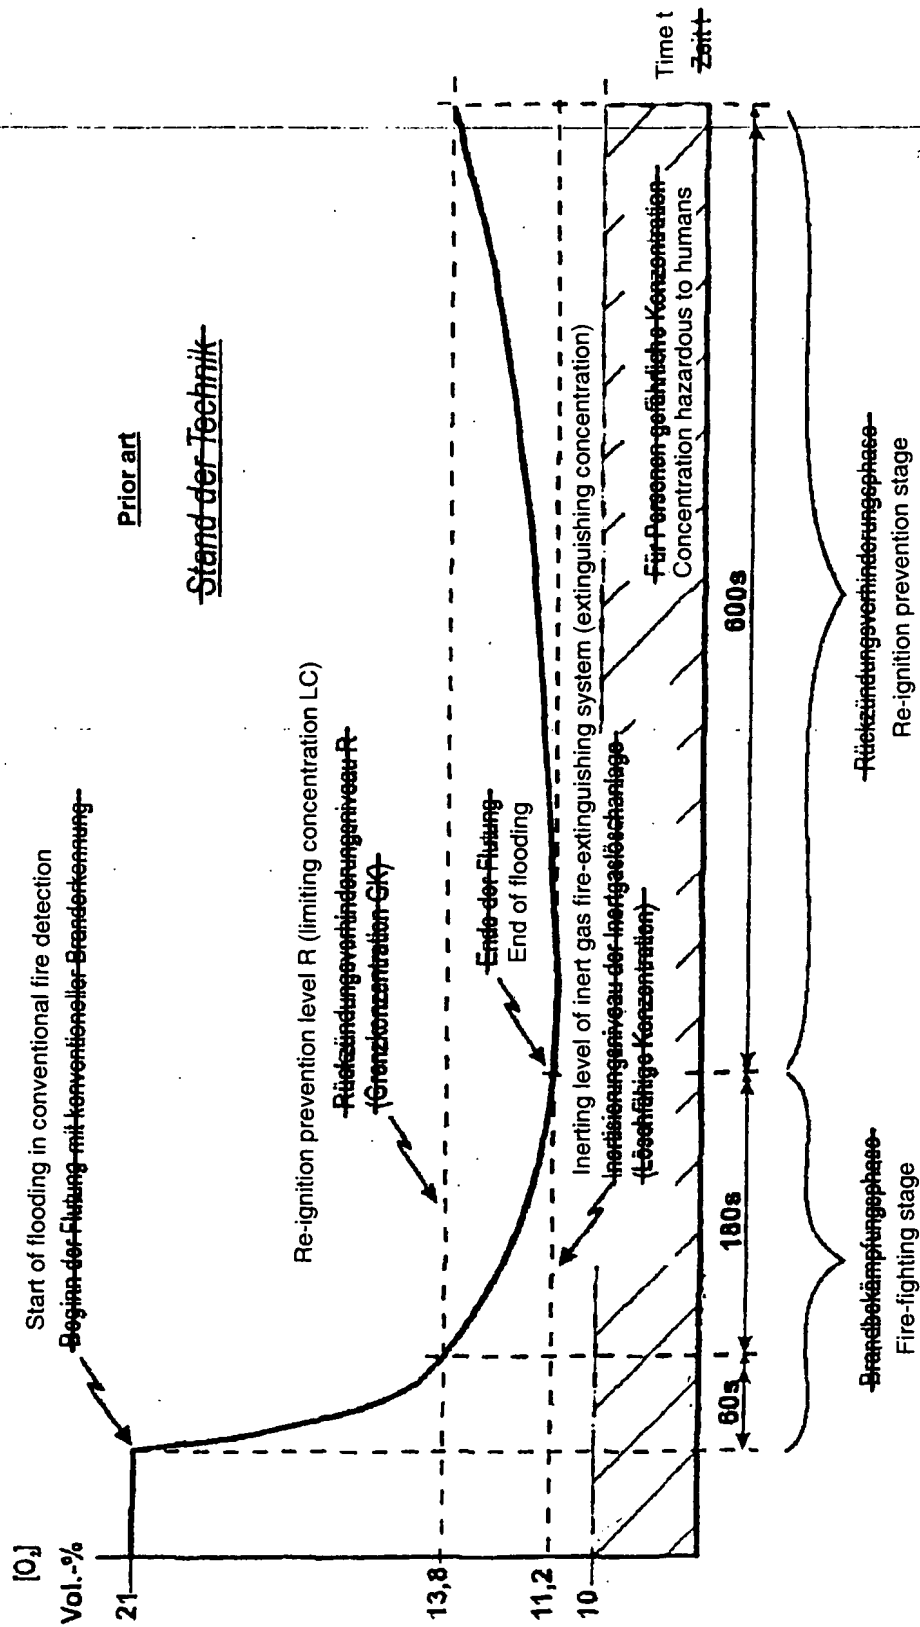 [O₂]
Vol.-%
21
13,8
11,2
10
Start of flooding in conventional fire detection
Beginn der Flutung mit konventioneller Branderkennung
Prior art
Stand der Technik
Re-ignition prevention level R (limiting concentration LC)
Rückzündungsverhinderungsniveau R
(Grenzkonzentration GK)
Ende der Flutung
End of flooding
Inerting level of inert gas fire-extinguishing system (extinguishing concentration)
Inertisierungsniveau der Inertgaslöschanlage
(Löschfähige Konzentration)
Für Personen gefährliche Konzentration
Concentration hazardous to humans
Time t
Zeit t
60s
180s
600s
Brandbekämpfungsphase
Fire-fighting stage
Rückzündungsverhinderungsphase
Re-ignition prevention stage